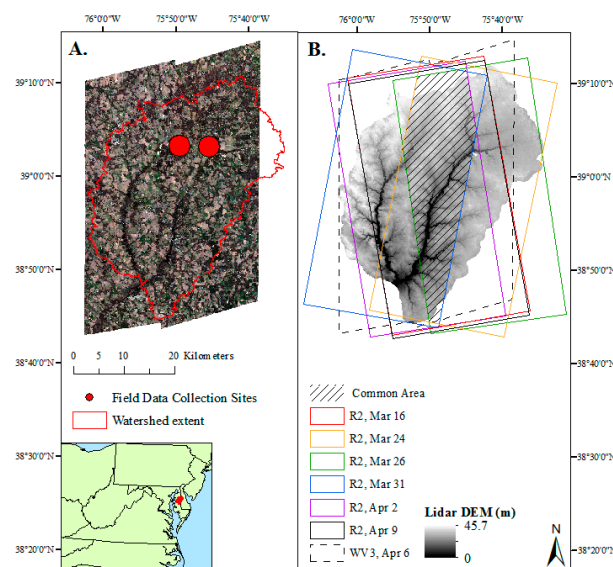 76°0'0"W 75°50'0"W 75°40'0"W
76°0'0"W 75°50'0"W 75°40'0"W
A.
B.
39°10'0"N
39°0'0"N
38°50'0"N
38°40'0"N
38°30'0"N
38°20'0"N
39°10'0"N
39°0'0"N
38°50'0"N
38°40'0"N
38°30'0"N
38°20'0"N
0 5 10 20 Kilometers
Field Data Collection Sites
Watershed extent
Common Area
R2, Mar 16
R2, Mar 24
R2, Mar 26
R2, Mar 31
R2, Apr 2
R2, Apr 9
WV3, Apr 6
Lidar DEM (m)
45.7
0
N